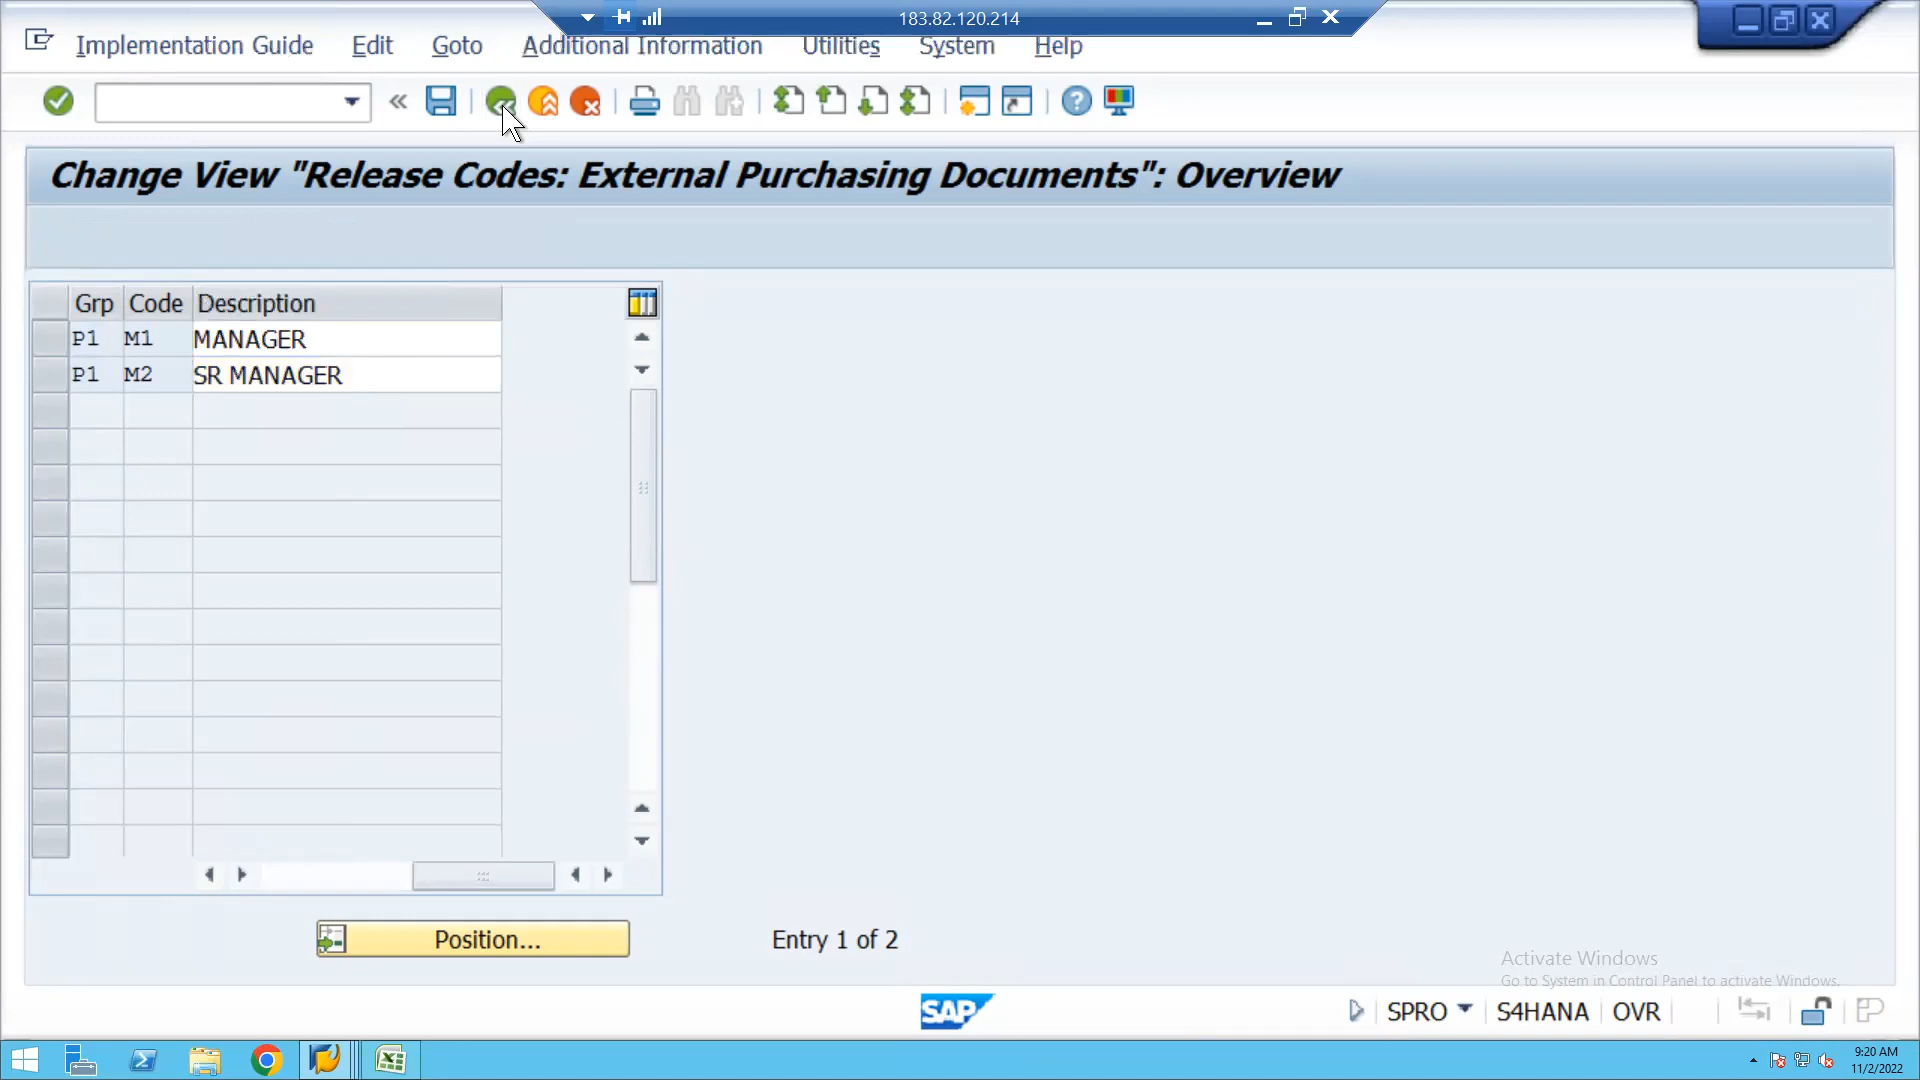 183.82.120.214
Implementation Guide Edit Goto Additional Information Utilities System Help
Change View "Release Codes: External Purchasing Documents": Overview
Grp Code Description
P1 M1 MANAGER
P1 M2 SR MANAGER
Position... Entry 1 of 2
Activate Windows
Go to System in Control Panel to activate Windows.
SAP SPRO S4HANA OVR
9:20 AM
11/2/2022